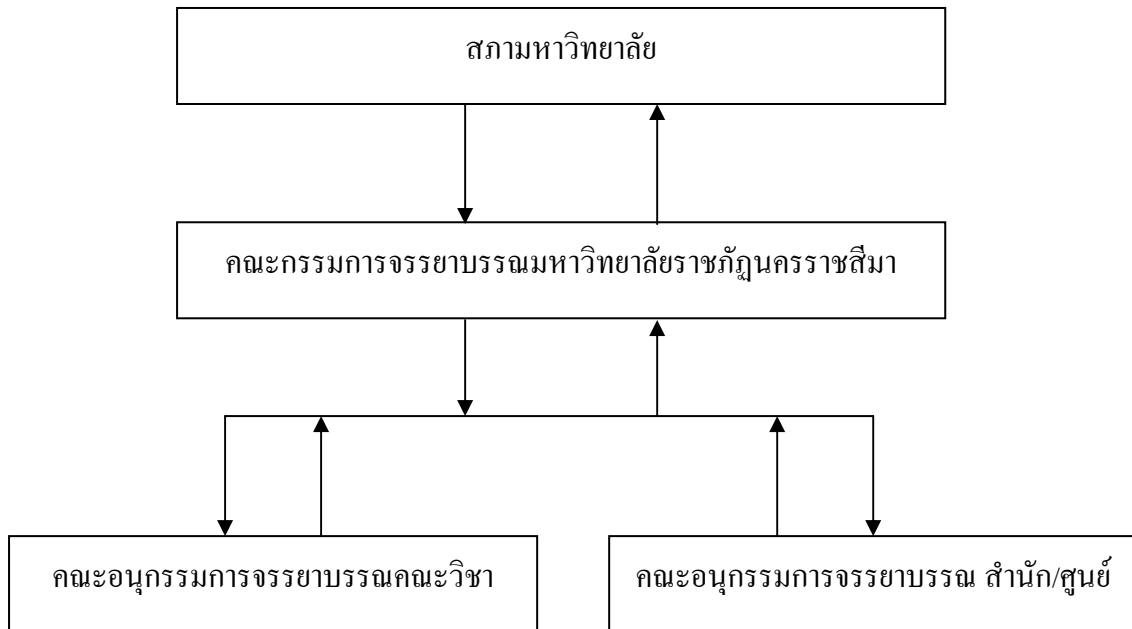 สภามหาวิทยาลัย
คณะกรรมการจรรยาบรรณมหาวิทยาลัยราชภัฏนครราชสีมา
คณะอนุกรรมการจรรยาบรรณคณะวิชา
คณะอนุกรรมการจรรยาบรรณ สำนัก/ศูนย์